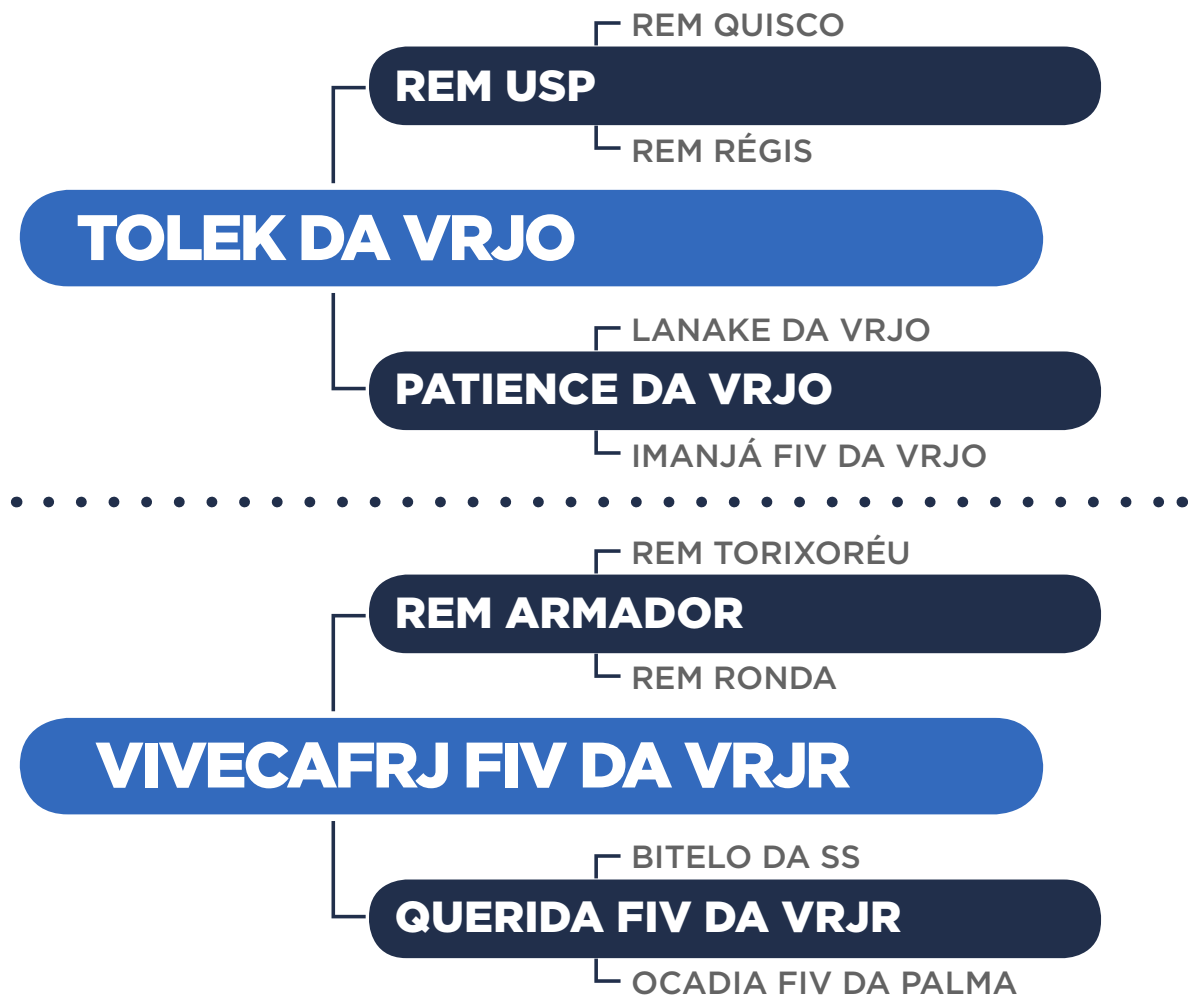 REM QUISCO
REM USP
REM RÉGIS
TOLEK DA VRJO
LANAKE DA VRJO
PATIENCE DA VRJO
IMANJÁ FIV DA VRJO
REM TORIXORÉU
REM ARMADOR
REM RONDA
VIVECAFRJ FIV DA VRJR
BITELO DA SS
QUERIDA FIV DA VRJR
OCADIA FIV DA PALMA